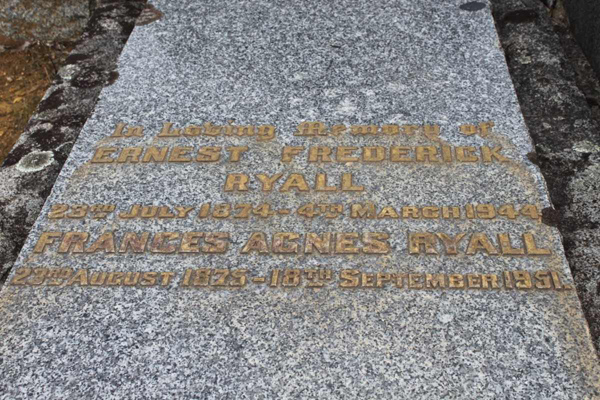 In Loving Memory of
ERNEST FREDERICK
RYALL
23RD JULY 1874 - 4TH MARCH 1944
FRANCES AGNES RYALL
23RD AUGUST 1875 - 18TH SEPTEMBER 1951.